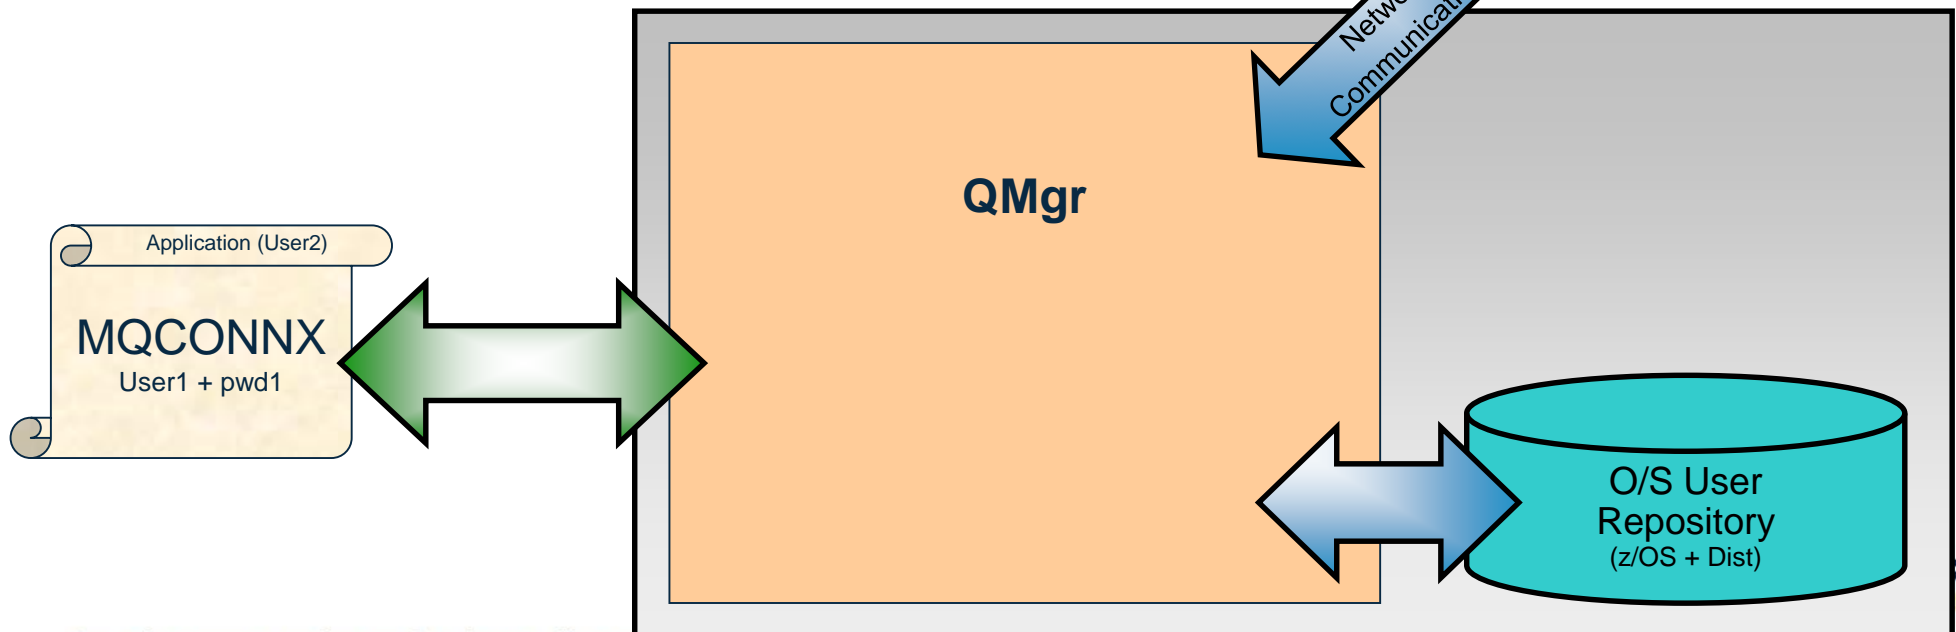 Communicati
QMgr
Application (User2)
MQCONNX
User1 + pwd1
O/S User
Repository
(z/OS + Dist)